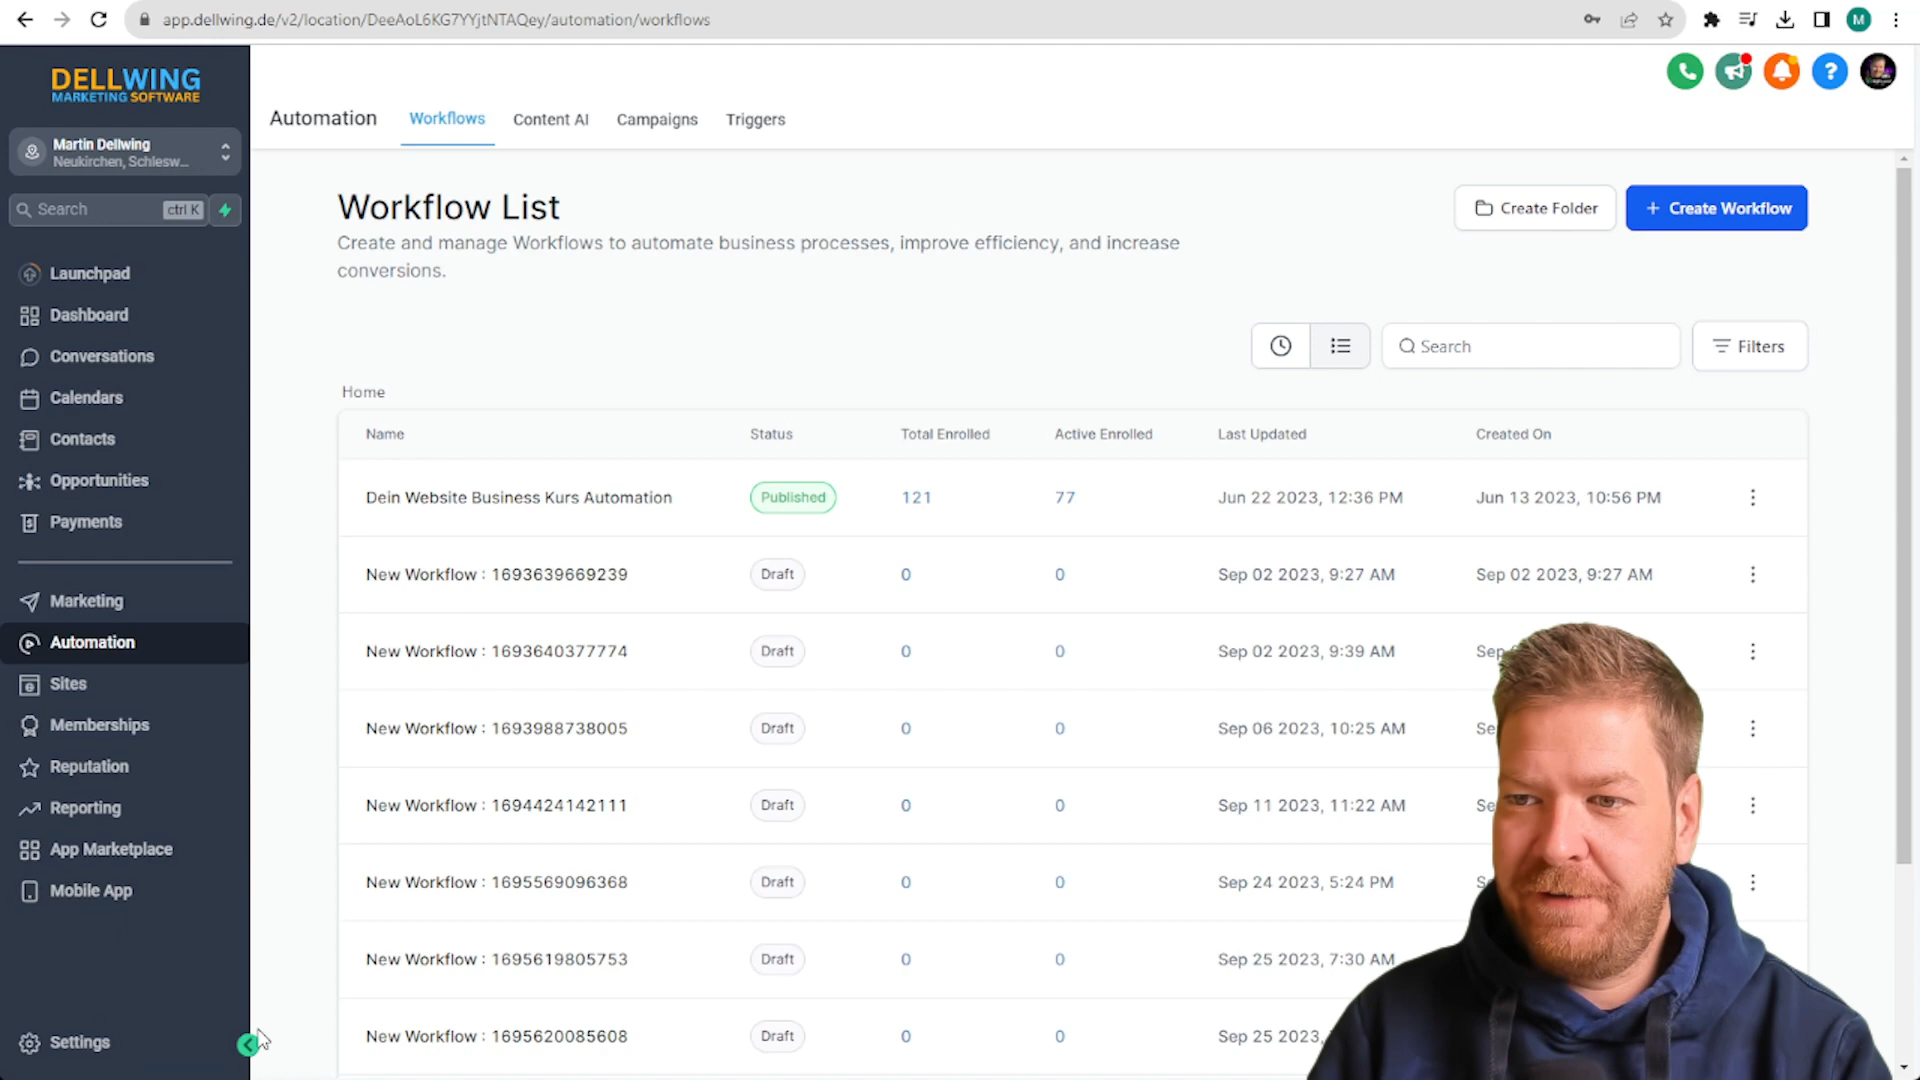 app.dellwing.de/v2/location/DeeAoL6KG7YYjtNTAQey/automation/workflows
M
DELLWING
MARKETING SOFTWARE
Martin Dellwing
Neukirchen, Schlesw...
Search ctrl K
Launchpad
Dashboard
Conversations
Calendars
Contacts
Opportunities
Payments
Marketing
Automation
Sites
Memberships
Reputation
Reporting
App Marketplace
Mobile App
Settings
Automation Workflows Content AI Campaigns Triggers
?
Workflow List
Create and manage Workflows to automate business processes, improve efficiency, and increase
conversions.
Create Folder
+ Create Workflow
Search
Filters
Home
Name Status Total Enrolled Active Enrolled Last Updated Created On
Dein Website Business Kurs Automation Published 121 77 Jun 22 2023, 12:36 PM Jun 13 2023, 10:56 PM
New Workflow : 1693639669239 Draft 0 0 Sep 02 2023, 9:27 AM Sep 02 2023, 9:27 AM
New Workflow : 1693640377774 Draft 0 0 Sep 02 2023, 9:39 AM Sep
New Workflow : 1693988738005 Draft 0 0 Sep 06 2023, 10:25 AM Se
New Workflow : 1694424142111 Draft 0 0 Sep 11 2023, 11:22 AM Se
New Workflow : 1695569096368 Draft 0 0 Sep 24 2023, 5:24 PM
New Workflow : 1695619805753 Draft 0 0 Sep 25 2023, 7:30 AM
New Workflow : 1695620085608 Draft 0 0 Sep 25 2023,